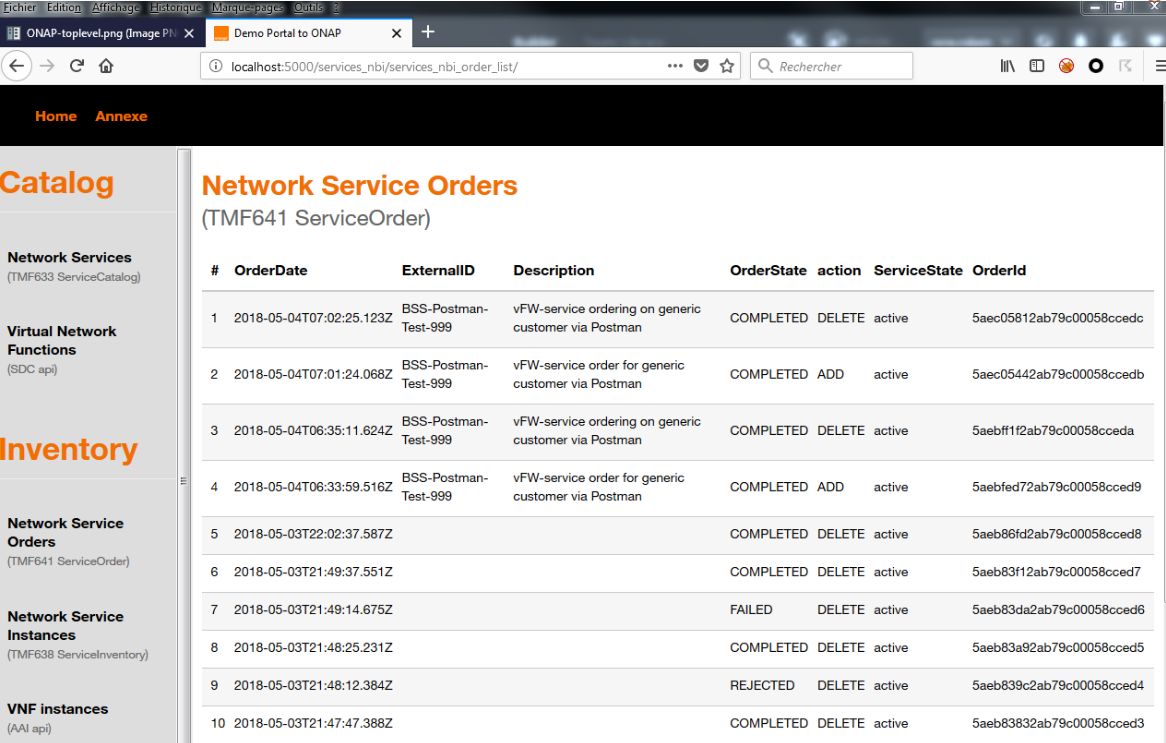 Fichier Edition Affichage Historique Marque-pages Outils ?
ONAP-toplevel.png (Image PN
Demo Portal to ONAP
localhost:5000/services_nbi/services_nbi_order_list/
Rechercher
Home Annexe
Catalog
Network Services
(TMF633 ServiceCatalog)
Virtual Network
Functions
(SDC api)
Inventory
Network Service
Orders
(TMF641 ServiceOrder)
Network Service
Instances
(TMF638 ServiceInventory)
VNF instances
(AAI api)
Network Service Orders
(TMF641 ServiceOrder)
# OrderDate ExternalID Description OrderState action ServiceState OrderId
1 2018-05-04T07:02:25.123Z BSS-Postman-Test-999 vFW-service ordering on generic customer via Postman COMPLETED DELETE active 5aec05812ab79c00058ccedc
2 2018-05-04T07:01:24.068Z BSS-Postman-Test-999 vFW-service order for generic customer via Postman COMPLETED ADD active 5aec05442ab79c00058ccedb
3 2018-05-04T06:35:11.624Z BSS-Postman-Test-999 vFW-service ordering on generic customer via Postman COMPLETED DELETE active 5aebff1f2ab79c00058cceda
4 2018-05-04T06:33:59.516Z BSS-Postman-Test-999 vFW-service order for generic customer via Postman COMPLETED ADD active 5aebfed72ab79c00058cced9
5 2018-05-03T22:02:37.587Z COMPLETED DELETE active 5aeb86fd2ab79c00058cced8
6 2018-05-03T21:49:37.551Z COMPLETED DELETE active 5aeb83f12ab79c00058cced7
7 2018-05-03T21:49:14.675Z FAILED DELETE active 5aeb83da2ab79c00058cced6
8 2018-05-03T21:48:25.231Z COMPLETED DELETE active 5aeb83a92ab79c00058cced5
9 2018-05-03T21:48:12.384Z REJECTED DELETE active 5aeb839c2ab79c00058cced4
10 2018-05-03T21:47:47.388Z COMPLETED DELETE active 5aeb83832ab79c00058cced3